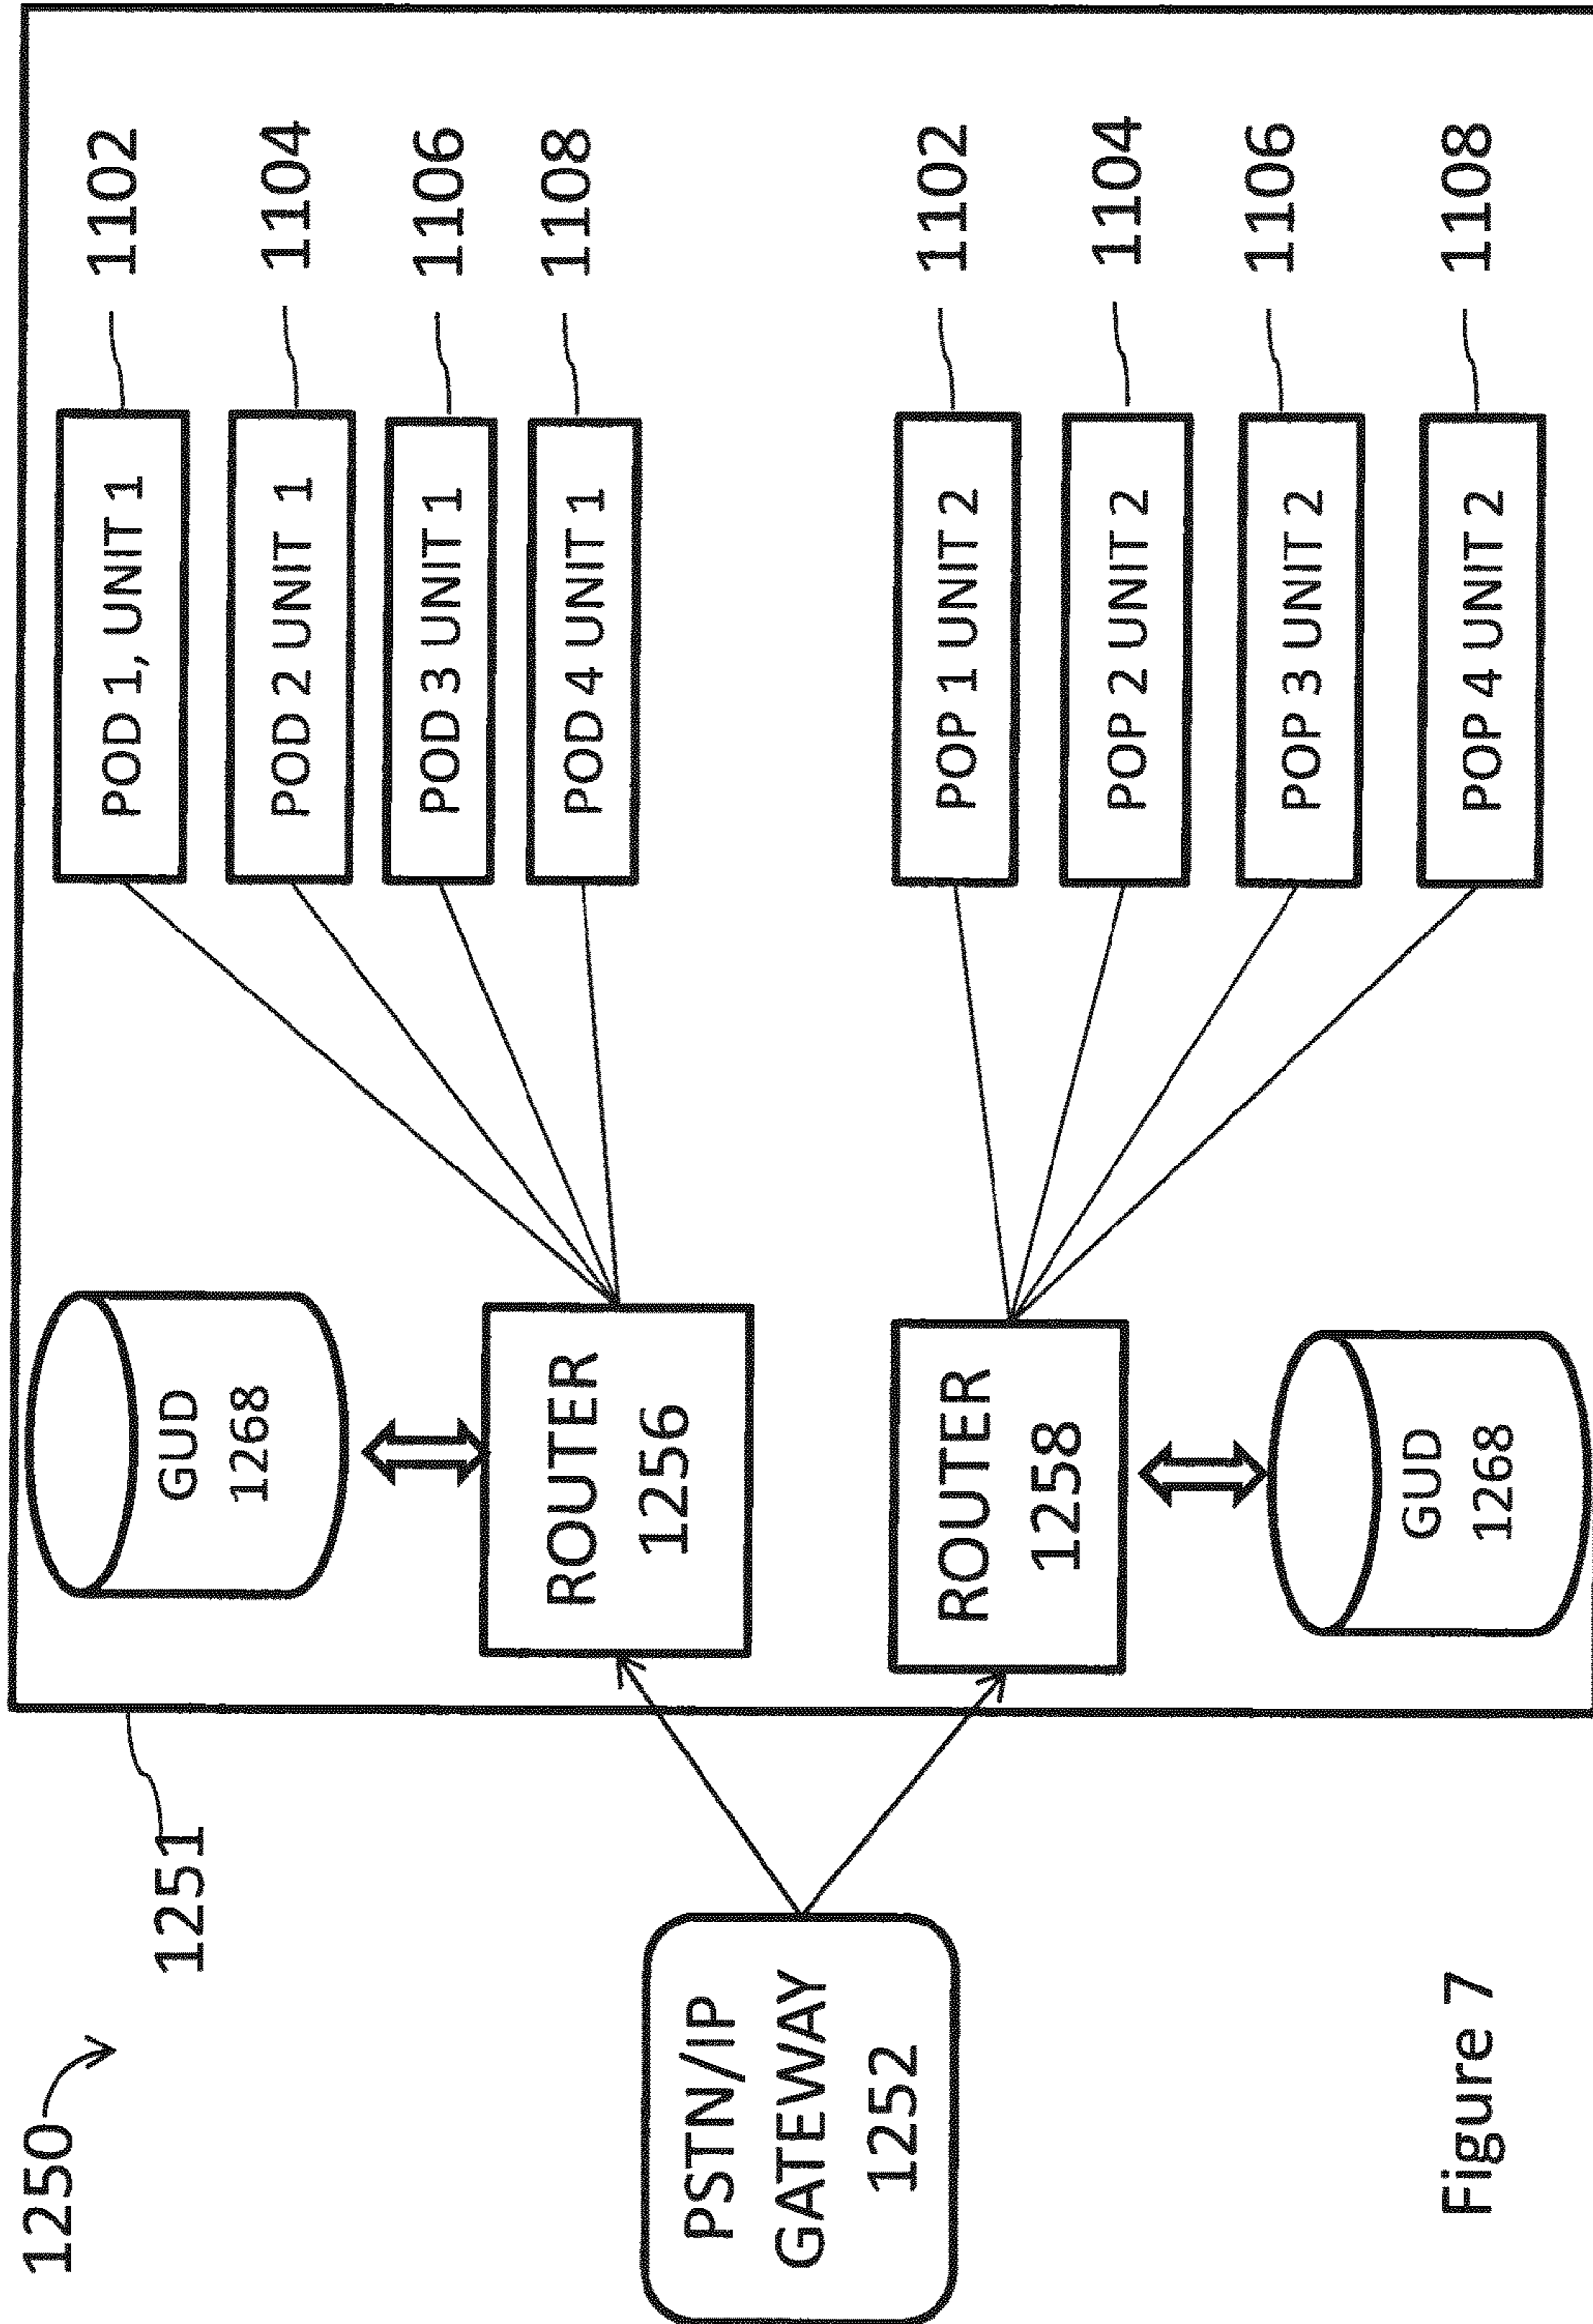 1250
1251
PSTN/IP
GATEWAY
1252
GUD
1268
ROUTER
1256
ROUTER
1258
GUD
1268
POD 1, UNIT 1
1102
POD 2 UNIT 1
1104
POD 3 UNIT 1
1106
POD 4 UNIT 1
1108
POP 1 UNIT 2
1102
POP 2 UNIT 2
1104
POP 3 UNIT 2
1106
POP 4 UNIT 2
1108
Figure 7